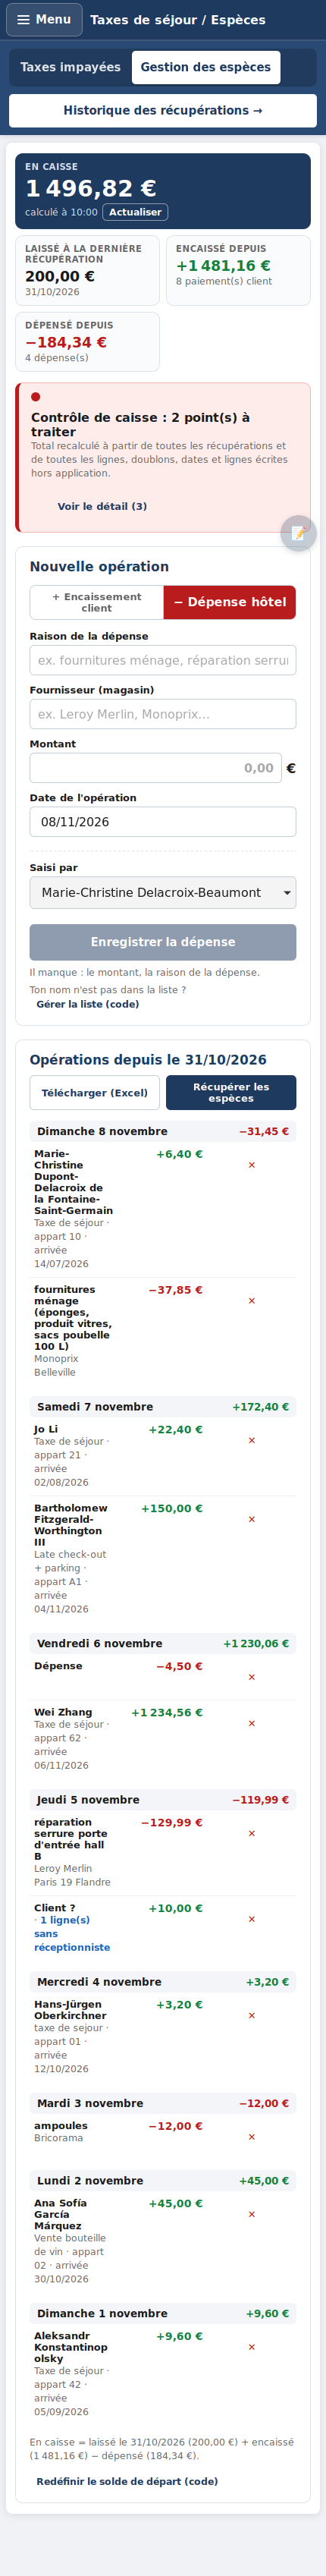 Menu
Taxes de séjour / Espèces
Taxes impayées
Gestion des espèces
Historique des récupérations →
EN CAISSE
1 496,82 €
calculé à 10:00
Actualiser
LAISSÉ À LA DERNIÈRE
RÉCUPÉRATION
200,00 €
31/10/2026
ENCAISSÉ DEPUIS
+1 481,16 €
8 paiement(s) client
DÉPENSÉ DEPUIS
−184,34 €
4 dépense(s)
Contrôle de caisse : 2 point(s) à
traiter
Total recalculé à partir de toutes les récupérations et
de toutes les lignes, doublons, dates et lignes écrites
hors application.
Voir le détail (3)
Nouvelle opération
+ Encaissement
client
− Dépense hôtel
Raison de la dépense
ex. fournitures ménage, réparation serrur
Fournisseur (magasin)
ex. Leroy Merlin, Monoprix…
Montant
0,00 €
Date de l'opération
08/11/2026
Saisi par
Marie-Christine Delacroix-Beaumont
Enregistrer la dépense
Il manque : le montant, la raison de la dépense.
Ton nom n'est pas dans la liste ?
Gérer la liste (code)
Opérations depuis le 31/10/2026
Télécharger (Excel)
Récupérer les
espèces
Dimanche 8 novembre −31,45 €
Marie-
Christine
Dupont-
Delacroix de
la Fontaine-
Saint-Germain
+6,40 €
×
Taxe de séjour ·
appart 10 ·
arrivée
14/07/2026
fournitures
ménage
(éponges,
produit vitres,
sacs poubelle
100 L)
−37,85 €
×
Monoprix
Belleville
Samedi 7 novembre +172,40 €
Jo Li +22,40 €
×
Taxe de séjour ·
appart 21 ·
arrivée
02/08/2026
Bartholomew
Fitzgerald-
Worthington
III
+150,00 €
×
Late check-out
+ parking ·
appart A1 ·
arrivée
04/11/2026
Vendredi 6 novembre +1 230,06 €
Dépense −4,50 €
×
Wei Zhang +1 234,56 €
×
Taxe de séjour ·
appart 62 ·
arrivée
06/11/2026
Jeudi 5 novembre −119,99 €
réparation
serrure porte
d'entrée hall
B
−129,99 €
×
Leroy Merlin
Paris 19 Flandre
Client ? +10,00 €
×
· 1 ligne(s)
sans
réceptionniste
Mercredi 4 novembre +3,20 €
Hans-Jürgen
Oberkirchner
+3,20 €
×
taxe de sejour ·
appart 01 ·
arrivée
12/10/2026
Mardi 3 novembre −12,00 €
ampoules −12,00 €
×
Bricorama
Lundi 2 novembre +45,00 €
Ana Sofía
García
Márquez
+45,00 €
×
Vente bouteille
de vin · appart
02 · arrivée
30/10/2026
Dimanche 1 novembre +9,60 €
Aleksandr
Konstantinop
olsky
+9,60 €
×
Taxe de séjour ·
appart 42 ·
arrivée
05/09/2026
En caisse = laissé le 31/10/2026 (200,00 €) + encaissé
(1 481,16 €) − dépensé (184,34 €).
Redéfinir le solde de départ (code)